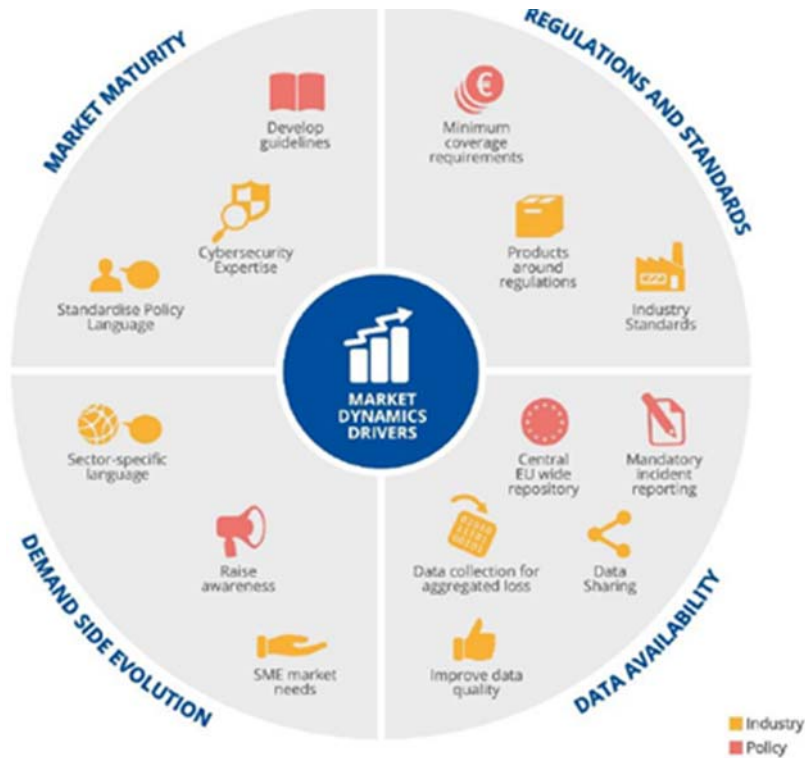 MARKET MATURITY
Develop
guidelines
Cybersecurity
Expertise
Standardise Policy
Language
REGULATIONS AND STANDARDS
Minimum
coverage
requirements
Products
around
regulations
Industry
Standards
MARKET
DYNAMICS
DRIVERS
DEMAND SIDE EVOLUTION
Sector-specific
language
Raise
awareness
SME market
needs
DATA AVAILABILITY
Central
EU wide
repository
Mandatory
incident
reporting
Data collection for
aggregated loss
Data
Sharing
Improve data
quality
Industry
Policy